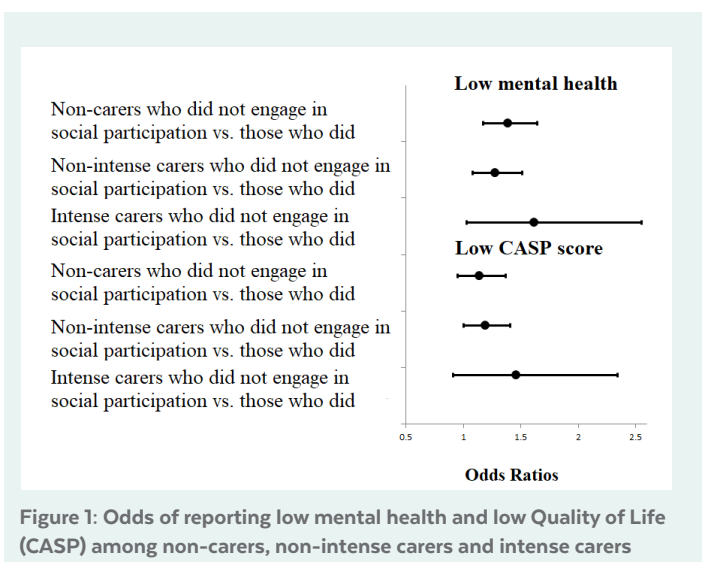 Low mental health
Non-carers who did not engage in
social participation vs. those who did
Non-intense carers who did not engage in
social participation vs. those who did
Intense carers who did not engage in
social participation vs. those who did
Low CASP score
Non-carers who did not engage in
social participation vs. those who did
Non-intense carers who did not engage in
social participation vs. those who did
Intense carers who did not engage in
social participation vs. those who did
0.5 1 1.5 2 2.5
Odds Ratios
Figure 1: Odds of reporting low mental health and low Quality of Life
(CASP) among non-carers, non-intense carers and intense carers